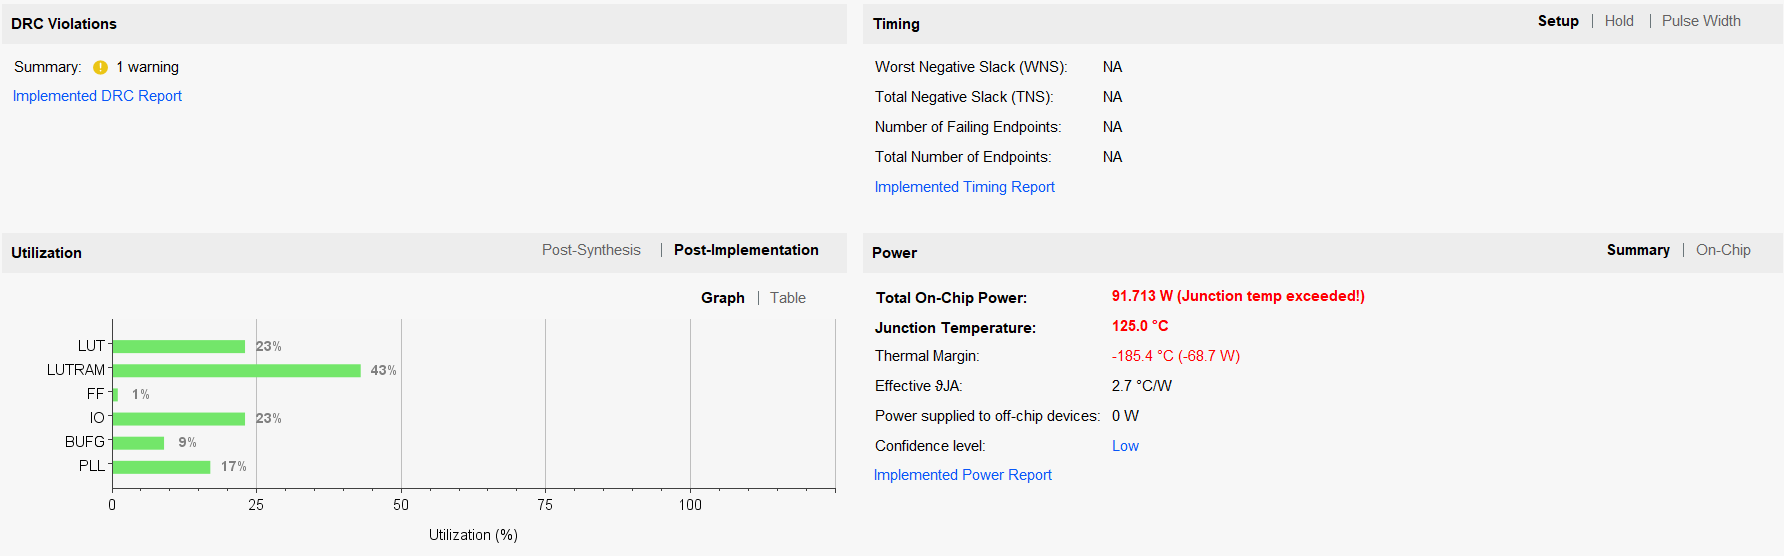 DRC Violations
Summary: 1 warning
Implemented DRC Report
Timing
Setup | Hold | Pulse Width
Worst Negative Slack (WNS): NA
Total Negative Slack (TNS): NA
Number of Failing Endpoints: NA
Total Number of Endpoints: NA
Implemented Timing Report
Utilization
Post-Synthesis | Post-Implementation
Graph | Table
LUT 23%
LUTRAM 43%
FF 1%
IO 23%
BUFG 9%
PLL 17%
0 25 50 75 100
Utilization (%)
Power
Summary | On-Chip
Total On-Chip Power: 91.713 W (Junction temp exceeded!)
Junction Temperature: 125.0 °C
Thermal Margin: -185.4 °C (-68.7 W)
Effective ϑJA: 2.7 °C/W
Power supplied to off-chip devices: 0 W
Confidence level: Low
Implemented Power Report